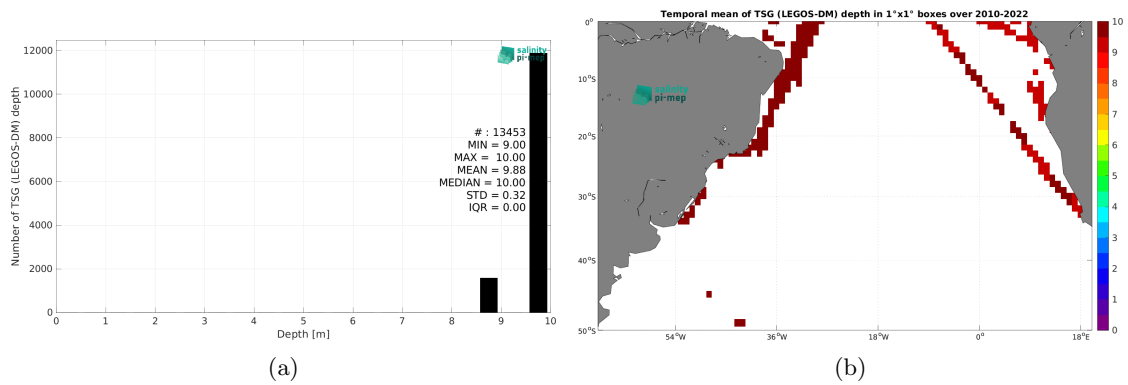 Number of TSG (LEGOS-DM) depth
12000
10000
8000
6000
4000
2000
0
salinity
pi-mep
# : 13453
MIN = 9.00
MAX = 10.00
MEAN = 9.88
MEDIAN = 10.00
STD = 0.32
IQR = 0.00
0 1 2 3 4 5 6 7 8 9 10
Depth [m]
(a)
Temporal mean of TSG (LEGOS-DM) depth in 1°x1° boxes over 2010-2022
0°
10°S
20°S
30°S
40°S
50°S
salinity
pi-mep
54°W 36°W 18°W 0° 18°E
10
9
8
7
6
5
4
3
2
1
0
(b)